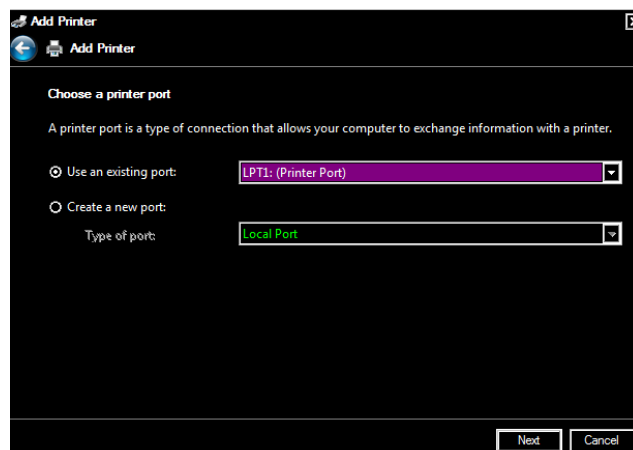 Add Printer
Add Printer
Choose a printer port
A printer port is a type of connection that allows your computer to exchange information with a printer.
Use an existing port: LPT1: (Printer Port)
Create a new port:
Type of port: Local Port
Next Cancel